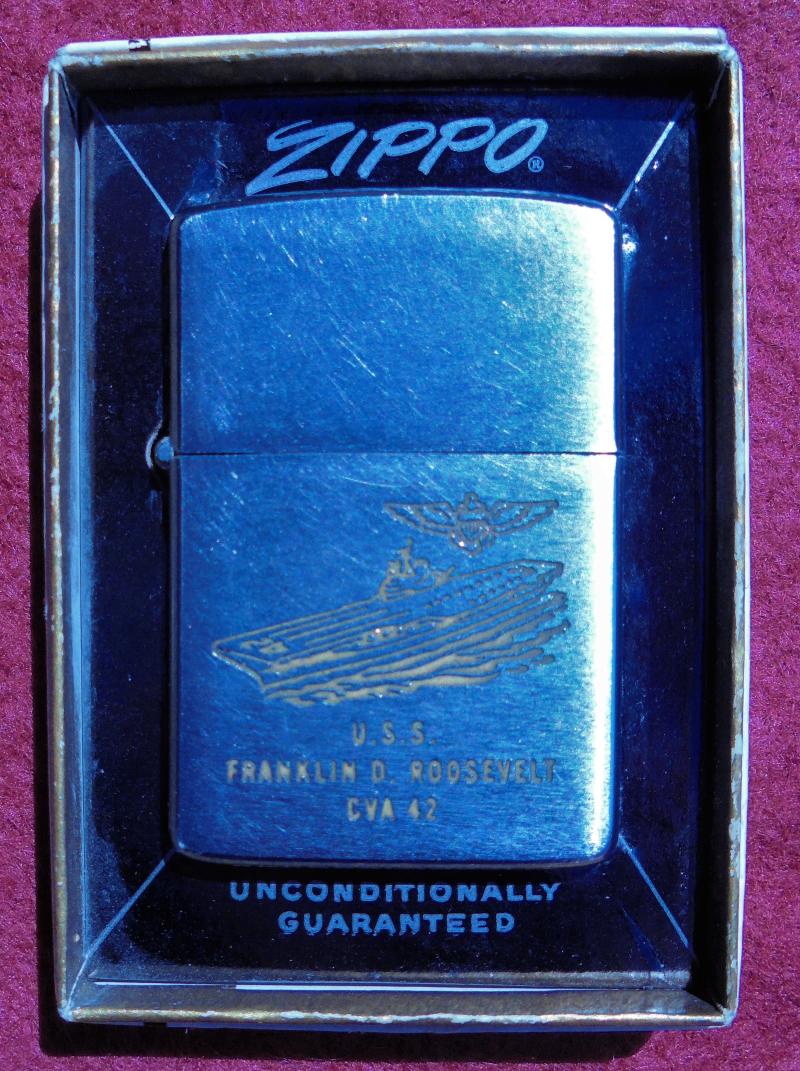 ZIPPO®
U.S.S.
FRANKLIN D. ROOSEVELT
CVA 42
UNCONDITIONALLY
GUARANTEED